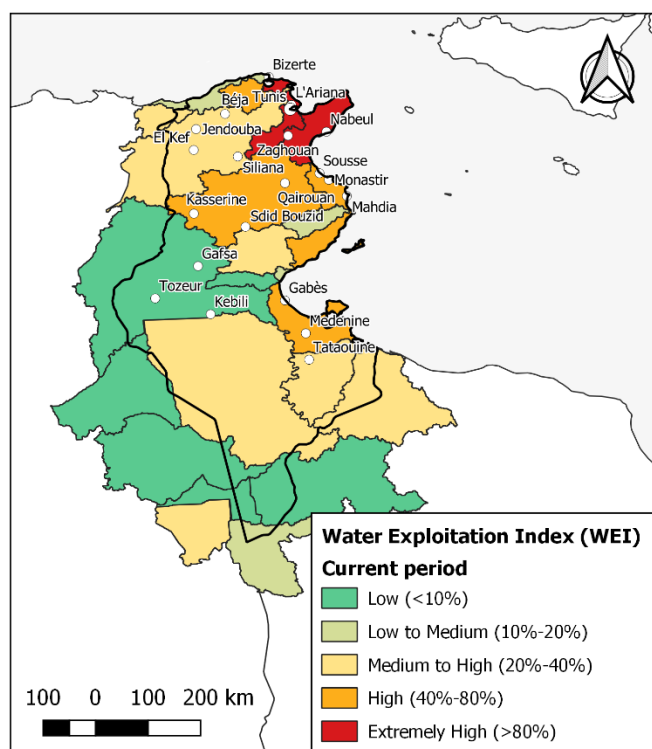 Bizerte
L'Ariana
Béja
Tunis
Nabeul
Jendouba
El Kef
Zaghouan
Sousse
Siliana
Monastir
Kasserine
Qairouan
Mahdia
Sdid Bouzid
Gafsa
Tozeur
Gabès
Kebili
Medenine
Tataouine
Water Exploitation Index (WEI)
Current period
Low (<10%)
Low to Medium (10%-20%)
Medium to High (20%-40%)
High (40%-80%)
Extremely High (>80%)
100 0 100 200 km